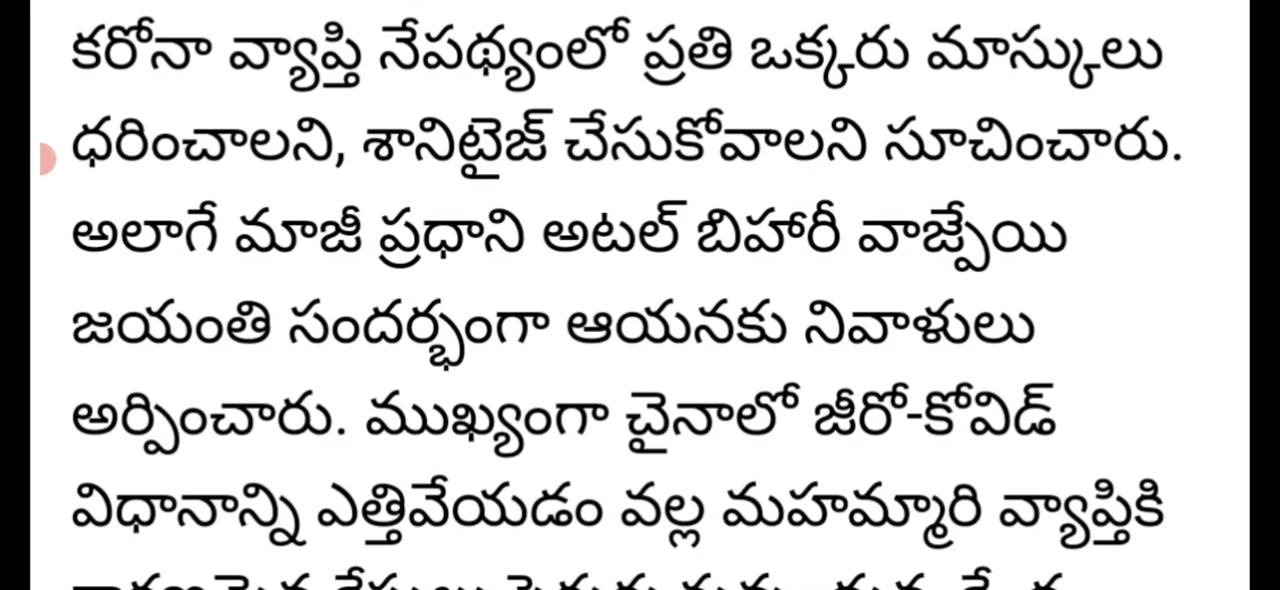 కరోనా వ్యాప్తి నేపథ్యంలో ప్రతి ఒక్కరు మాస్కులు
ధరించాలని, శానిటైజ్ చేసుకోవాలని సూచించారు.
అలాగే మాజీ ప్రధాని అటల్ బిహారీ వాజ్పేయి
జయంతి సందర్భంగా ఆయనకు నివాళులు
అర్పించారు. ముఖ్యంగా చైనాలో జీరో-కోవిడ్
విధానాన్ని ఎత్తివేయడం వల్ల మహమ్మారి వ్యాప్తికి